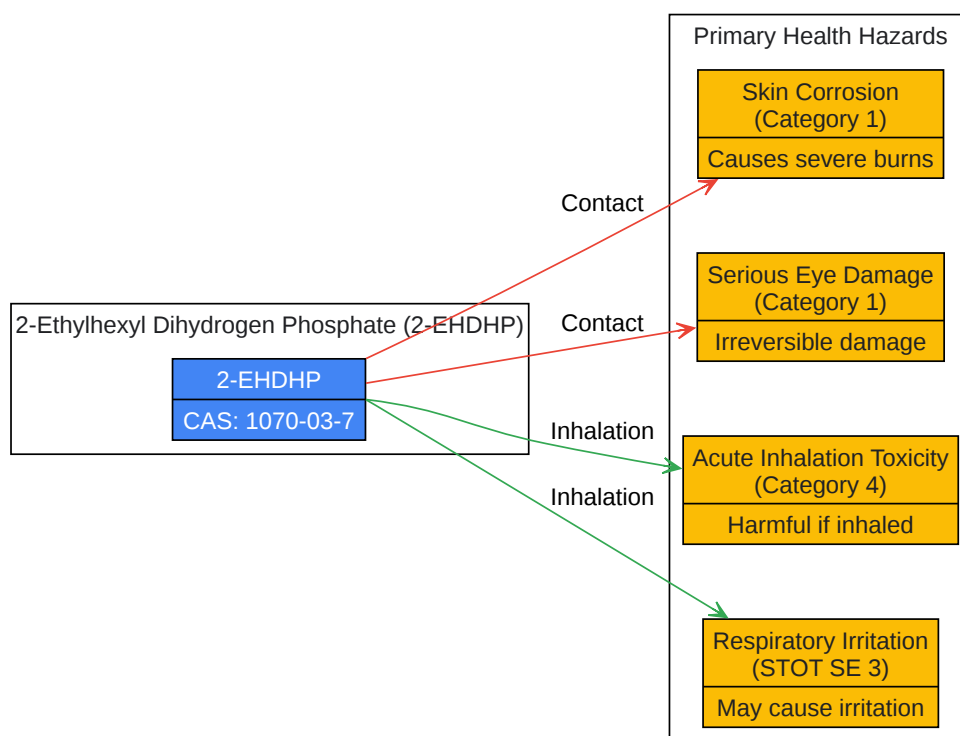 Primary Health Hazards
Skin Corrosion
(Category 1)
Causes severe burns
Contact
Serious Eye Damage
(Category 1)
Irreversible damage
Contact
2-Ethylhexyl Dihydrogen Phosphate (2-EHDHP)
2-EHDHP
CAS: 1070-03-7
Inhalation
Acute Inhalation Toxicity
(Category 4)
Harmful if inhaled
Inhalation
Respiratory Irritation
(STOT SE 3)
May cause irritation